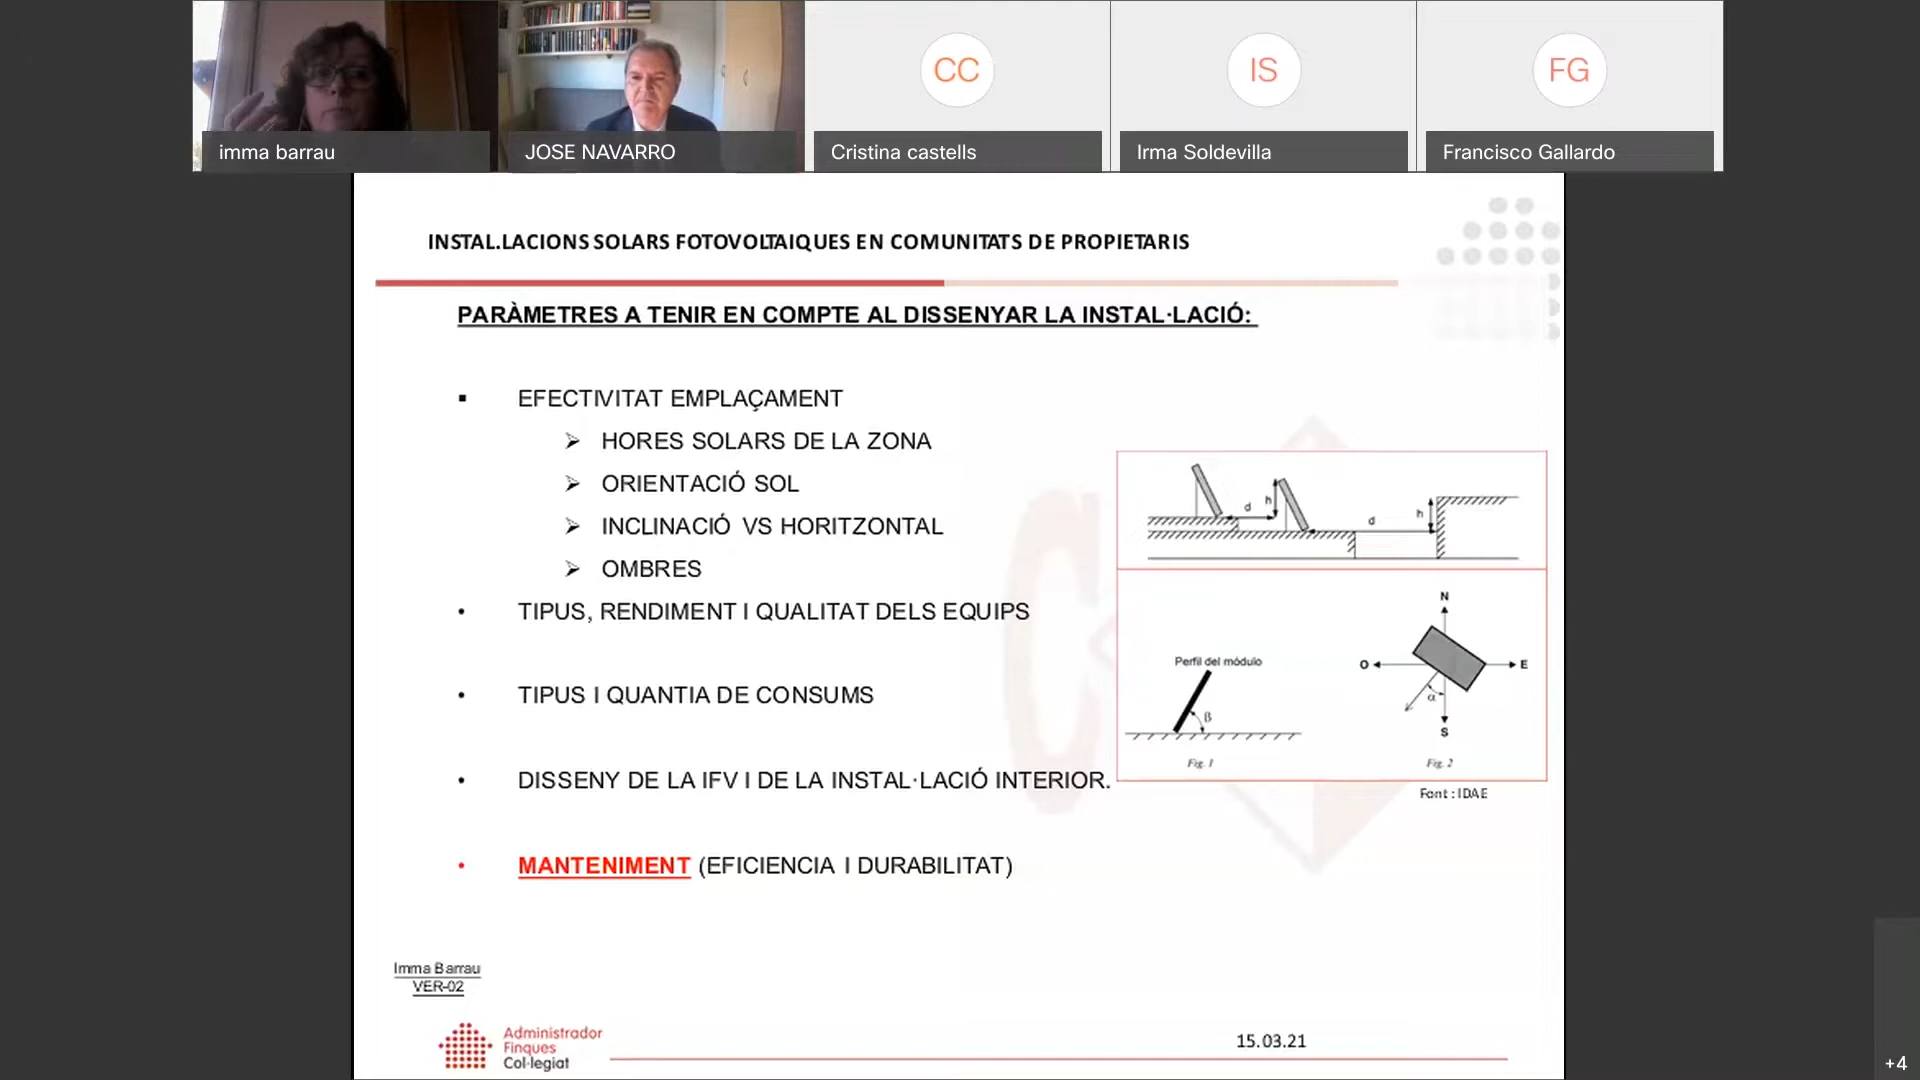 CC
IS
FG
imma barrau
JOSE NAVARRO
Cristina castells
Irma Soldevilla
Francisco Gallardo
INSTAL.LACIONS SOLARS FOTOVOLTAIQUES EN COMUNITATS DE PROPIETARIS
PARÀMETRES A TENIR EN COMPTE AL DISSENYAR LA INSTAL·LACIÓ:
EFECTIVITAT EMPLAÇAMENT
HORES SOLARS DE LA ZONA
ORIENTACIÓ SOL
INCLINACIÓ VS HORITZONTAL
OMBRES
TIPUS, RENDIMENT I QUALITAT DELS EQUIPS
TIPUS I QUANTIA DE CONSUMS
DISSENY DE LA IFV I DE LA INSTAL·LACIÓ INTERIOR.
MANTENIMENT (EFICIENCIA I DURABILITAT)
d
h
d
h
Perfil del módulo
β
Fig. 1
N
O
E
α
S
Fig. 2
Font : IDAE
Imma Barrau
VER-02
Administrador
Finques
Col·legiat
15.03.21
+4